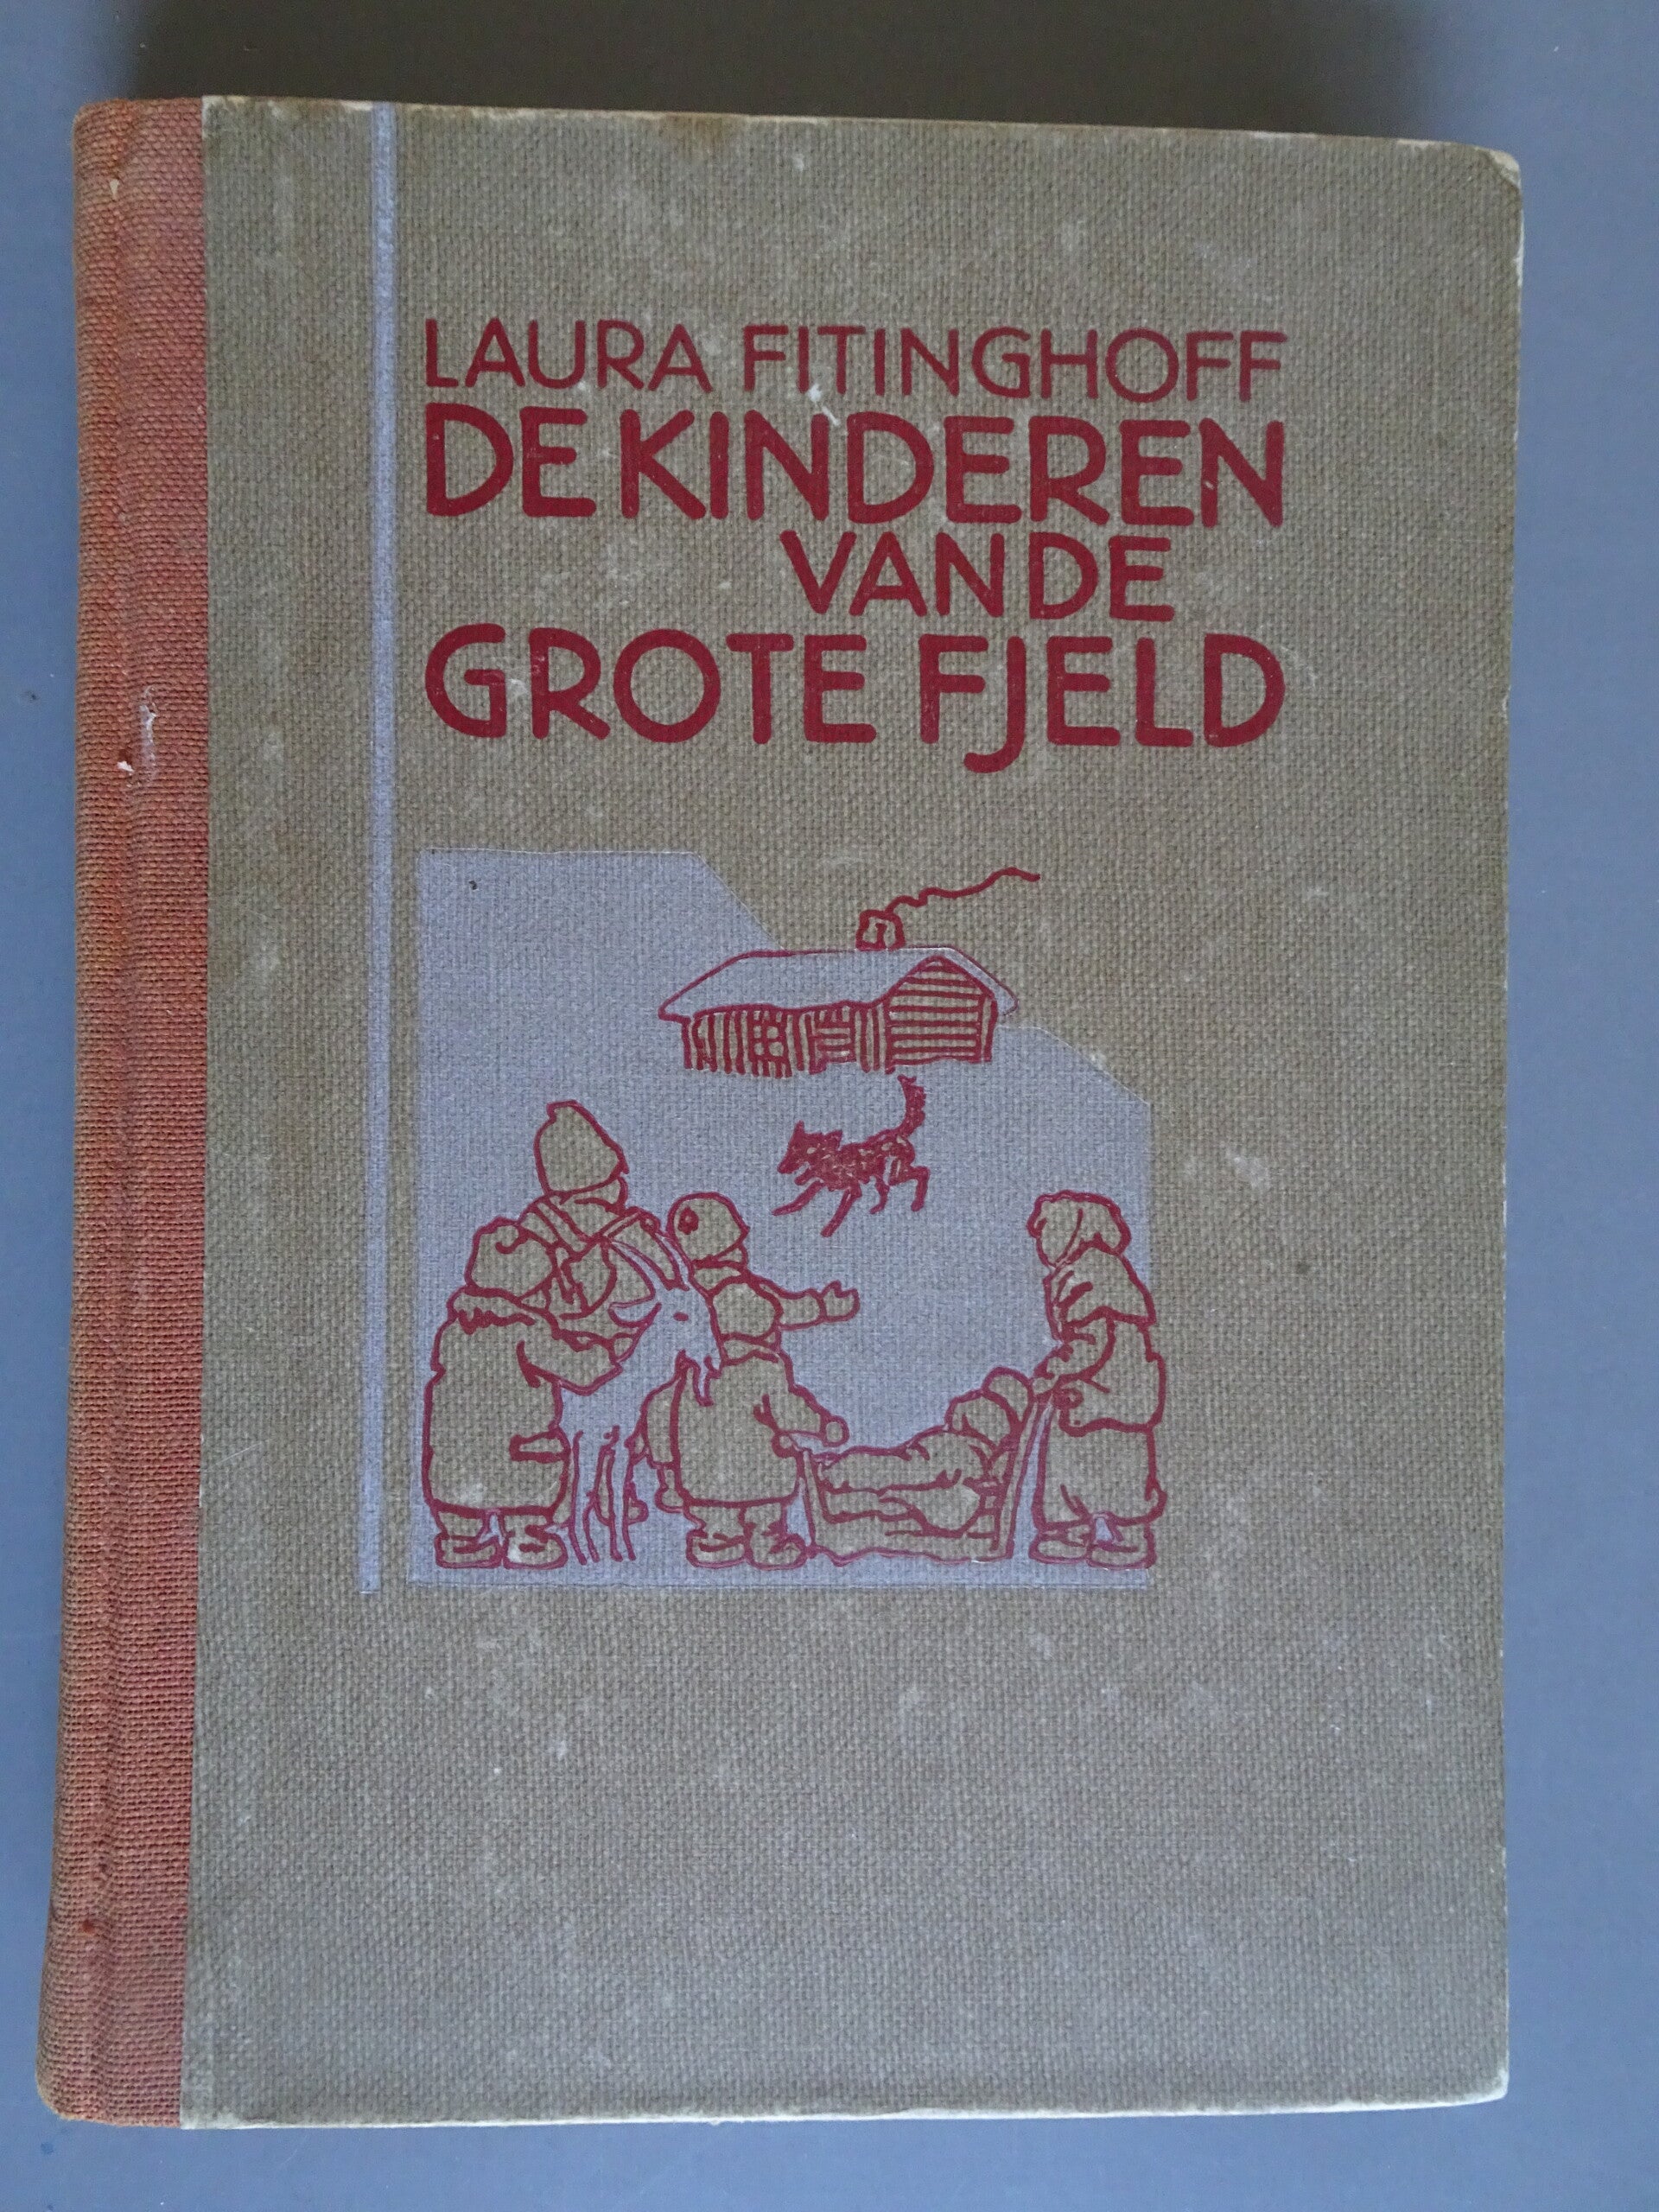 LAURA FITINGHOFF
DE KINDEREN
VAN DE
GROTE FJELD